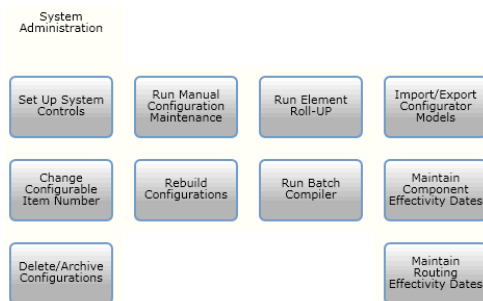 System
Administration
Set Up System
Controls
Run Manual
Configuration
Maintenance
Run Element
Roll-UP
Import/Export
Configurator
Models
Change
Configurable
Item Number
Rebuild
Configurations
Run Batch
Compiler
Maintain
Component
Effectivity Dates
Delete/Archive
Configurations
Maintain
Routing
Effectivity Dates